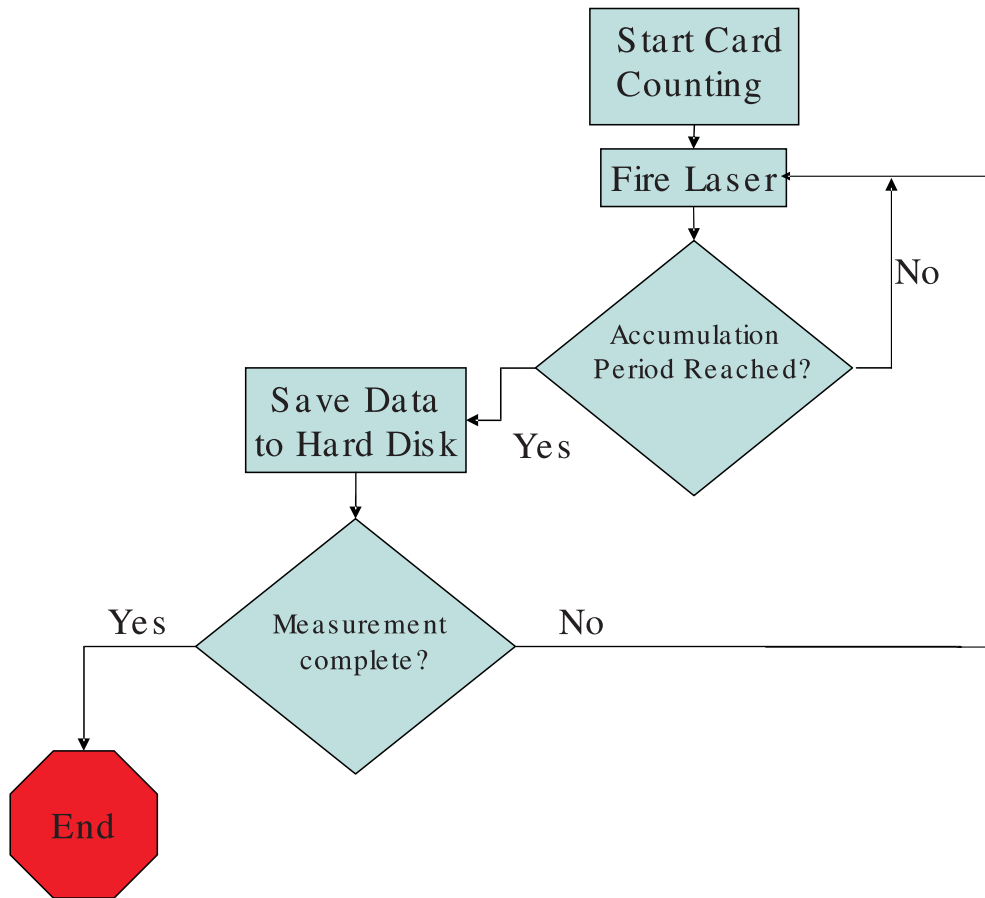 Start Card
Counting
Fire Laser
No
Accumulation
Period Reached?
Save Data
to Hard Disk
Yes
Yes
Measurement
complete?
No
End